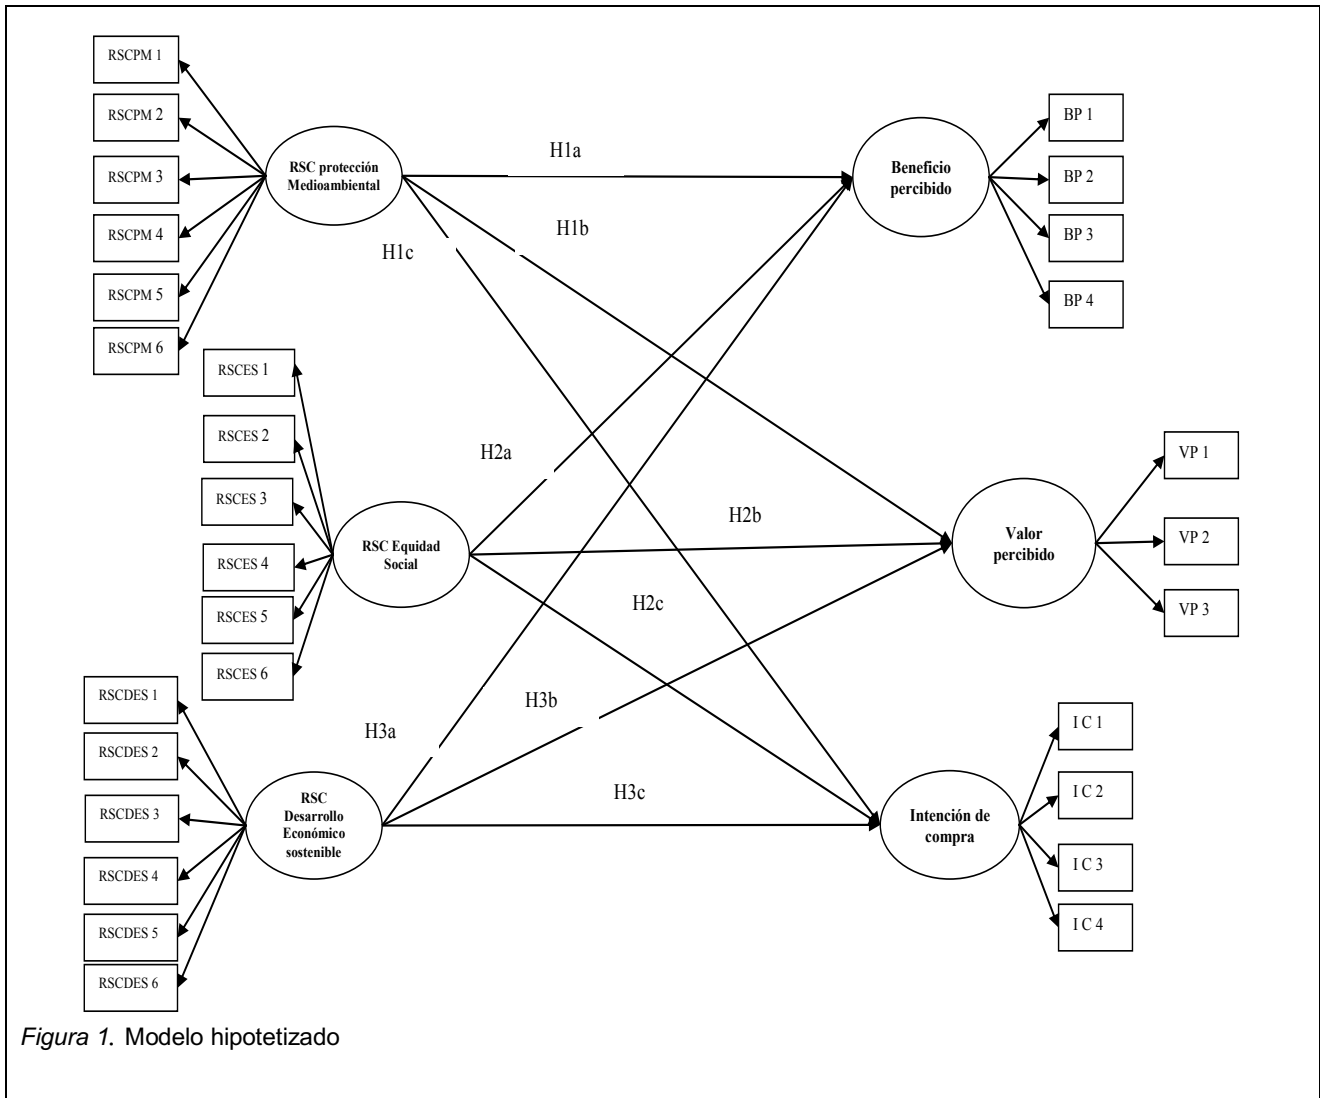 RSCPM 1
RSCPM 2
RSCPM 3
RSCPM 4
RSCPM 5
RSCPM 6
RSC protección
Medioambiental
H1a
H1b
H1c
Beneficio
percibido
BP 1
BP 2
BP 3
BP 4
RSCES 1
RSCES 2
RSCES 3
RSCES 4
RSCES 5
RSCES 6
RSC Equidad
Social
H2a
H2b
H2c
Valor
percibido
VP 1
VP 2
VP 3
RSCDES 1
RSCDES 2
RSCDES 3
RSCDES 4
RSCDES 5
RSCDES 6
RSC
Desarrollo
Económico
sostenible
H3a
H3b
H3c
Intención de
compra
I C 1
I C 2
I C 3
I C 4
Figura 1. Modelo hipotetizado